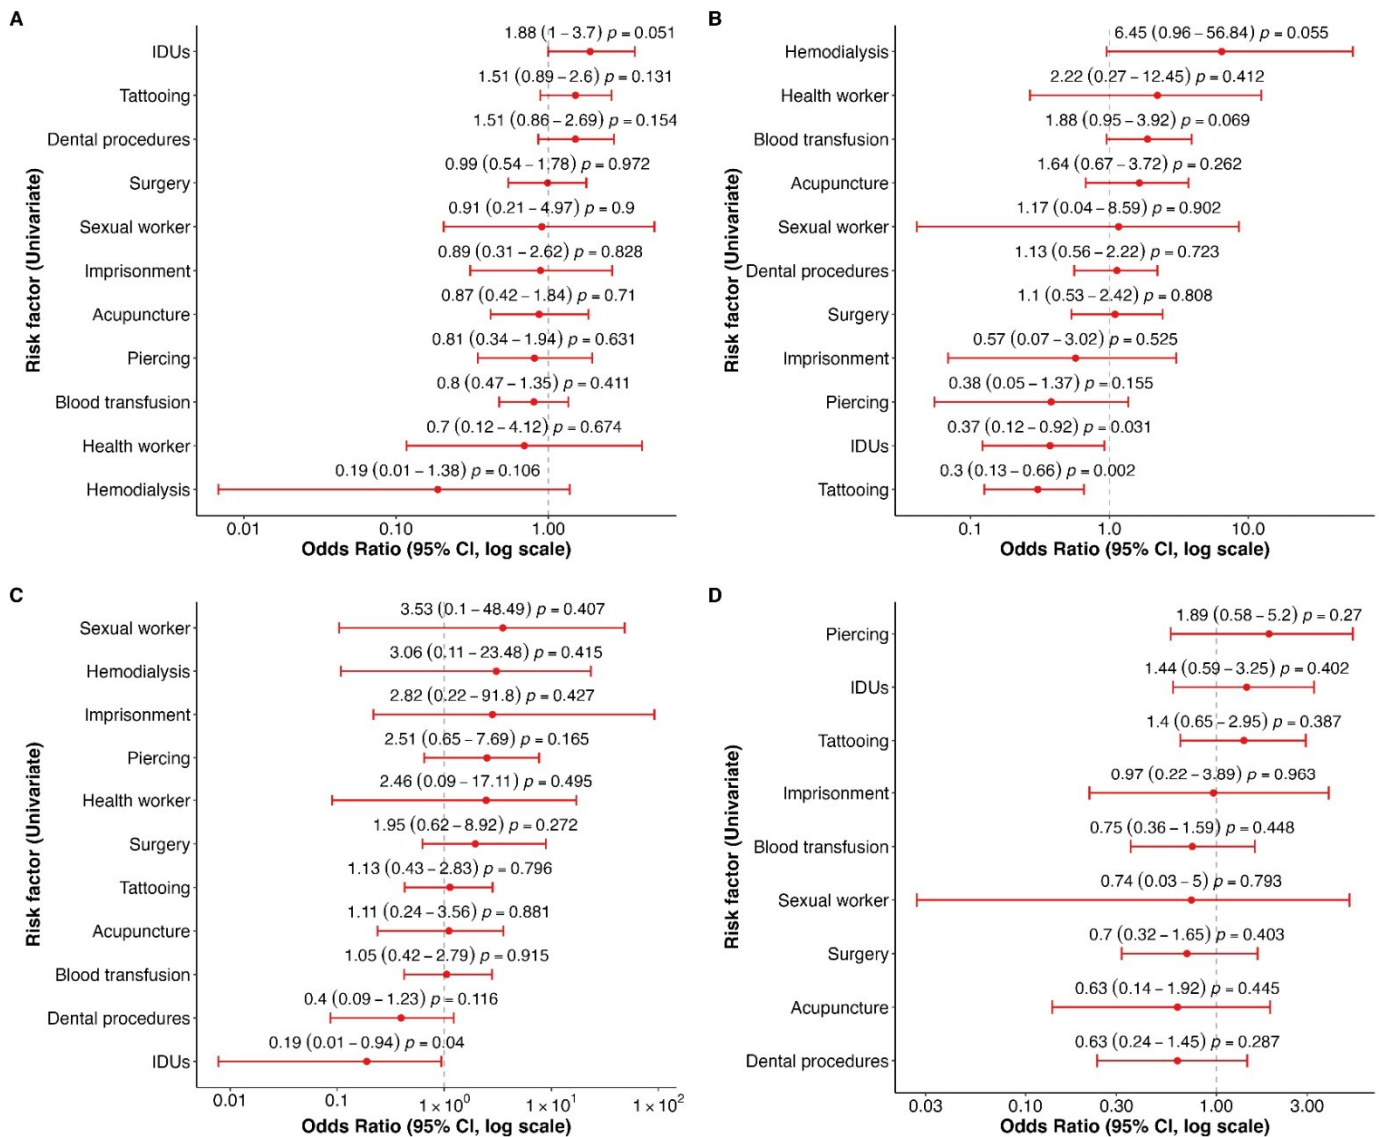 A
Risk factor (Univariate)
IDUs
1.88 (1 – 3.7) p = 0.051
Tattooing
1.51 (0.89 – 2.6) p = 0.131
Dental procedures
1.51 (0.86 – 2.69) p = 0.154
Surgery
0.99 (0.54 – 1.78) p = 0.972
Sexual worker
0.91 (0.21 – 4.97) p = 0.9
Imprisonment
0.89 (0.31 – 2.62) p = 0.828
Acupuncture
0.87 (0.42 – 1.84) p = 0.71
Piercing
0.81 (0.34 – 1.94) p = 0.631
Blood transfusion
0.8 (0.47 – 1.35) p = 0.411
Health worker
0.7 (0.12 – 4.12) p = 0.674
Hemodialysis
0.19 (0.01 – 1.38) p = 0.106
0.01 0.10 1.00
Odds Ratio (95% CI, log scale)
B
Risk factor (Univariate)
Hemodialysis
6.45 (0.96 – 56.84) p = 0.055
Health worker
2.22 (0.27 – 12.45) p = 0.412
Blood transfusion
1.88 (0.95 – 3.92) p = 0.069
Acupuncture
1.64 (0.67 – 3.72) p = 0.262
Sexual worker
1.17 (0.04 – 8.59) p = 0.902
Dental procedures
1.13 (0.56 – 2.22) p = 0.723
Surgery
1.1 (0.53 – 2.42) p = 0.808
Imprisonment
0.57 (0.07 – 3.02) p = 0.525
Piercing
0.38 (0.05 – 1.37) p = 0.155
IDUs
0.37 (0.12 – 0.92) p = 0.031
Tattooing
0.3 (0.13 – 0.66) p = 0.002
0.1 1.0 10.0
Odds Ratio (95% CI, log scale)
C
Risk factor (Univariate)
Sexual worker
3.53 (0.1 – 48.49) p = 0.407
Hemodialysis
3.06 (0.11 – 23.48) p = 0.415
Imprisonment
2.82 (0.22 – 91.8) p = 0.427
Piercing
2.51 (0.65 – 7.69) p = 0.165
Health worker
2.46 (0.09 – 17.11) p = 0.495
Surgery
1.95 (0.62 – 8.92) p = 0.272
Tattooing
1.13 (0.43 – 2.83) p = 0.796
Acupuncture
1.11 (0.24 – 3.56) p = 0.881
Blood transfusion
1.05 (0.42 – 2.79) p = 0.915
Dental procedures
0.4 (0.09 – 1.23) p = 0.116
IDUs
0.19 (0.01 – 0.94) p = 0.04
0.01 0.1 1 × 10⁰ 1 × 10¹ 1 × 10²
Odds Ratio (95% CI, log scale)
D
Risk factor (Univariate)
Piercing
1.89 (0.58 – 5.2) p = 0.27
IDUs
1.44 (0.59 – 3.25) p = 0.402
Tattooing
1.4 (0.65 – 2.95) p = 0.387
Imprisonment
0.97 (0.22 – 3.89) p = 0.963
Blood transfusion
0.75 (0.36 – 1.59) p = 0.448
Sexual worker
0.74 (0.03 – 5) p = 0.793
Surgery
0.7 (0.32 – 1.65) p = 0.403
Acupuncture
0.63 (0.14 – 1.92) p = 0.445
Dental procedures
0.63 (0.24 – 1.45) p = 0.287
0.03 0.10 0.30 1.00 3.00
Odds Ratio (95% CI, log scale)